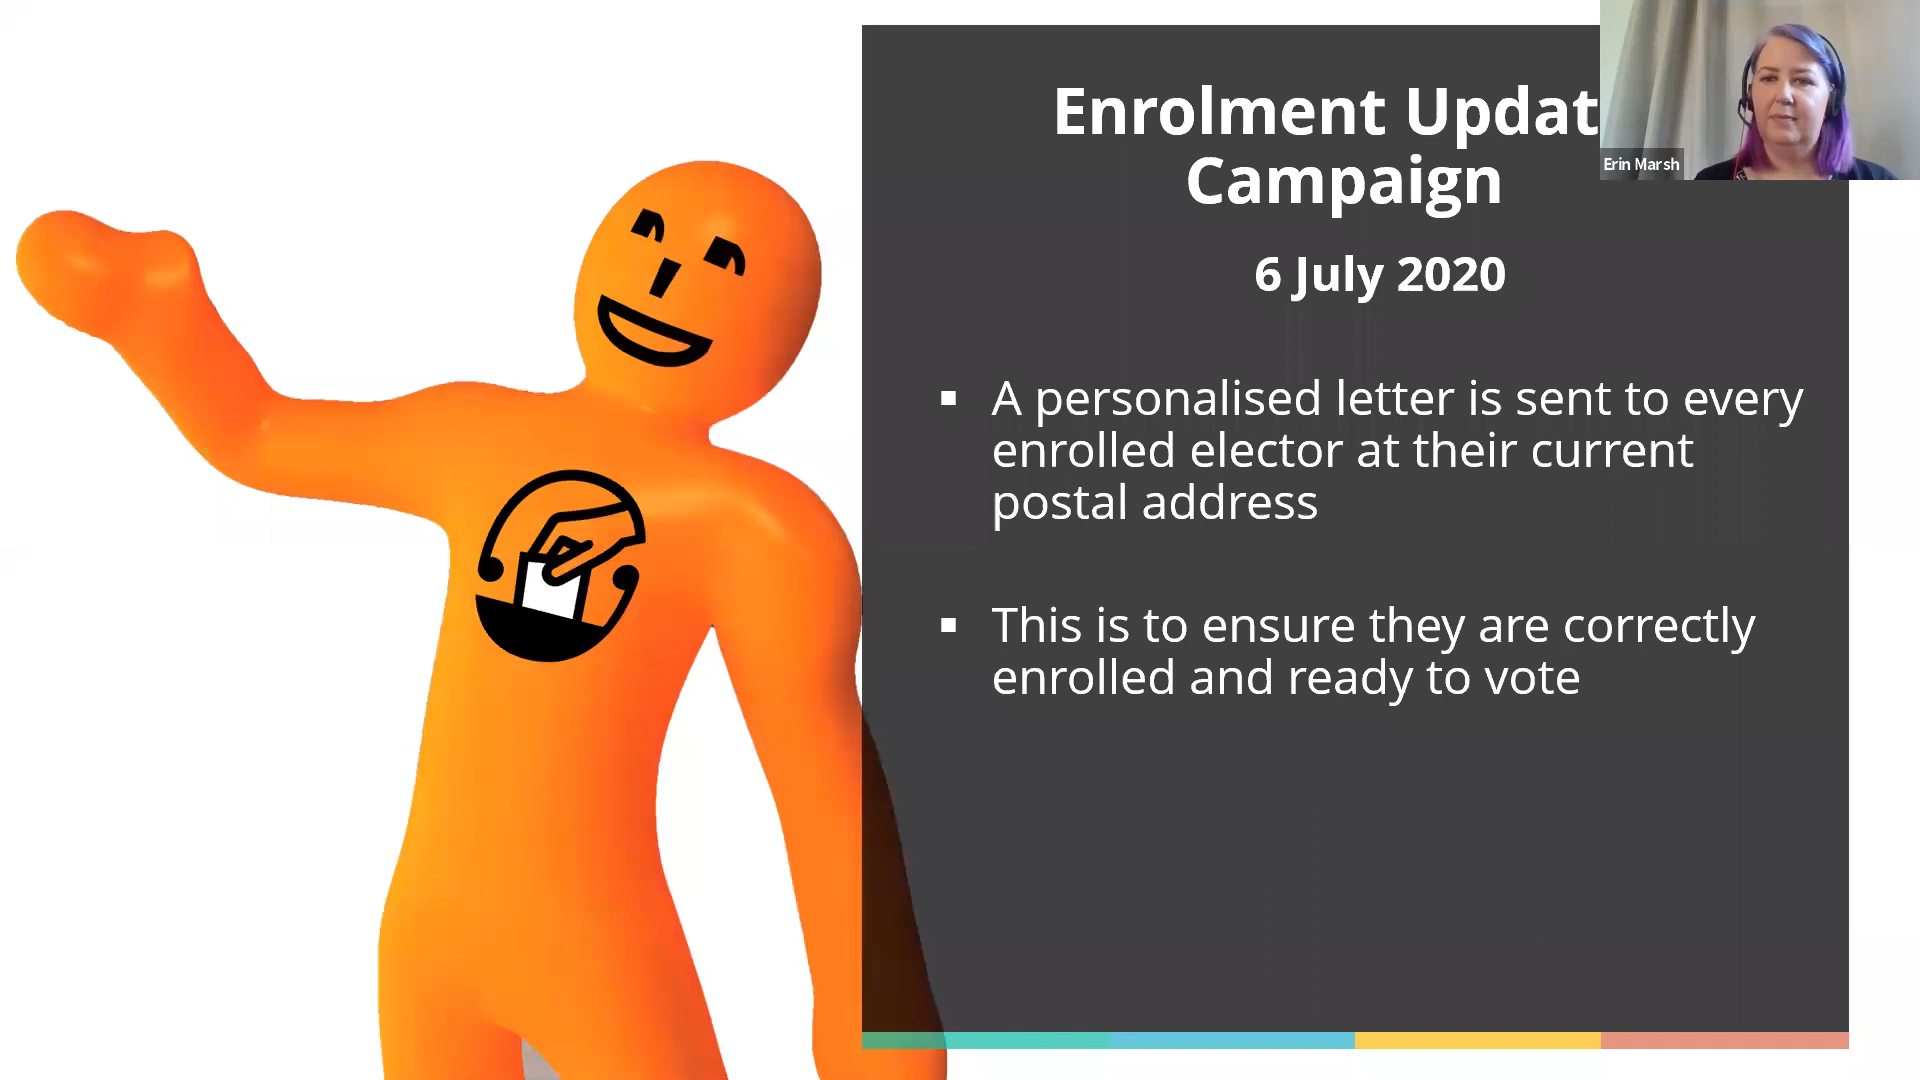 Enrolment Updat
Campaign
6 July 2020
▪ A personalised letter is sent to every
enrolled elector at their current
postal address
▪ This is to ensure they are correctly
enrolled and ready to vote
Erin Marsh